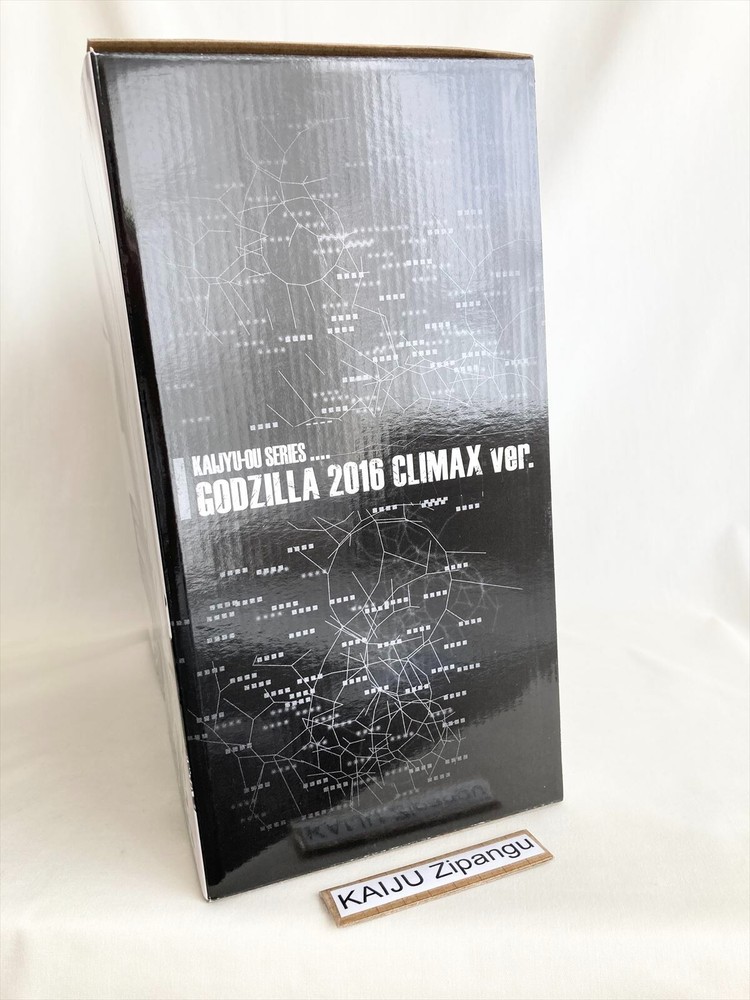 KAIJYU-OU SERIES ....
GODZILLA 2016 CLIMAX ver.
KAIJU Zipangu